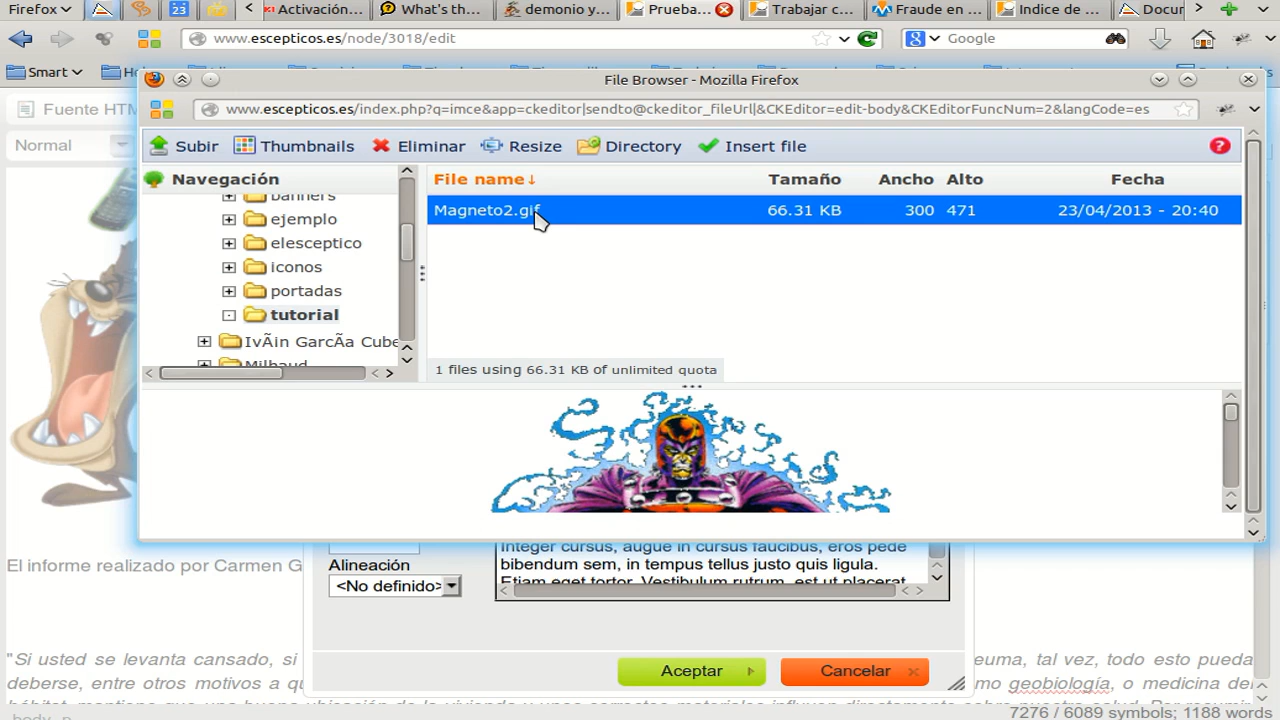 Firefox
23
Activación...
What's th...
demonio y...
Prueba...
Trabajar c...
Fraude en ...
Indice de ...
Docur
www.escepticos.es/node/3018/edit
Google
Smart
File Browser - Mozilla Firefox
www.escepticos.es/index.php?q=imce&app=ckeditor|sendto@ckeditor_fileUrl|&CKEditor=edit-body&CKEditorFuncNum=2&langCode=es
Fuente HTM
Normal
Subir Thumbnails Eliminar Resize Directory Insert file
Navegación
File name↓ Tamaño Ancho Alto Fecha
banners
Magneto2.gif 66.31 KB 300 471 23/04/2013 - 20:40
ejemplo
elesceptico
iconos
portadas
tutorial
IvÃin GarcÃa Cube
Milhaud
1 files using 66.31 KB of unlimited quota
El informe realizado por Carmen G
Alineación
<No definido>
Integer cursus, augue in cursus faucibus, eros pede
bibendum sem, in tempus tellus justo quis ligula.
Etiam eget tortor. Vestibulum rutrum, est ut placerat
Aceptar Cancelar
"Si usted se levanta cansado, si
euma, tal vez, todo esto pueda
deberse, entre otros motivos a qu
mo geobiología, o medicina del
body p
7276 / 6089 symbols; 1188 words